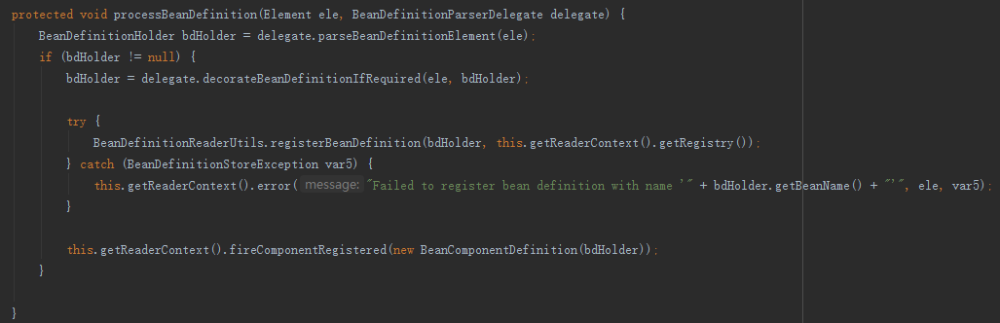 protected void processBeanDefinition(Element ele, BeanDefinitionParserDelegate delegate) {
BeanDefinitionHolder bdHolder = delegate.parseBeanDefinitionElement(ele);
if (bdHolder != null) {
bdHolder = delegate.decorateBeanDefinitionIfRequired(ele, bdHolder);
try {
BeanDefinitionReaderUtils.registerBeanDefinition(bdHolder, this.getReaderContext().getRegistry());
} catch (BeanDefinitionStoreException var5) {
this.getReaderContext().error( message: "Failed to register bean definition with name '" + bdHolder.getBeanName() + "'", ele, var5);
}
this.getReaderContext().fireComponentRegistered(new BeanComponentDefinition(bdHolder));
}
}